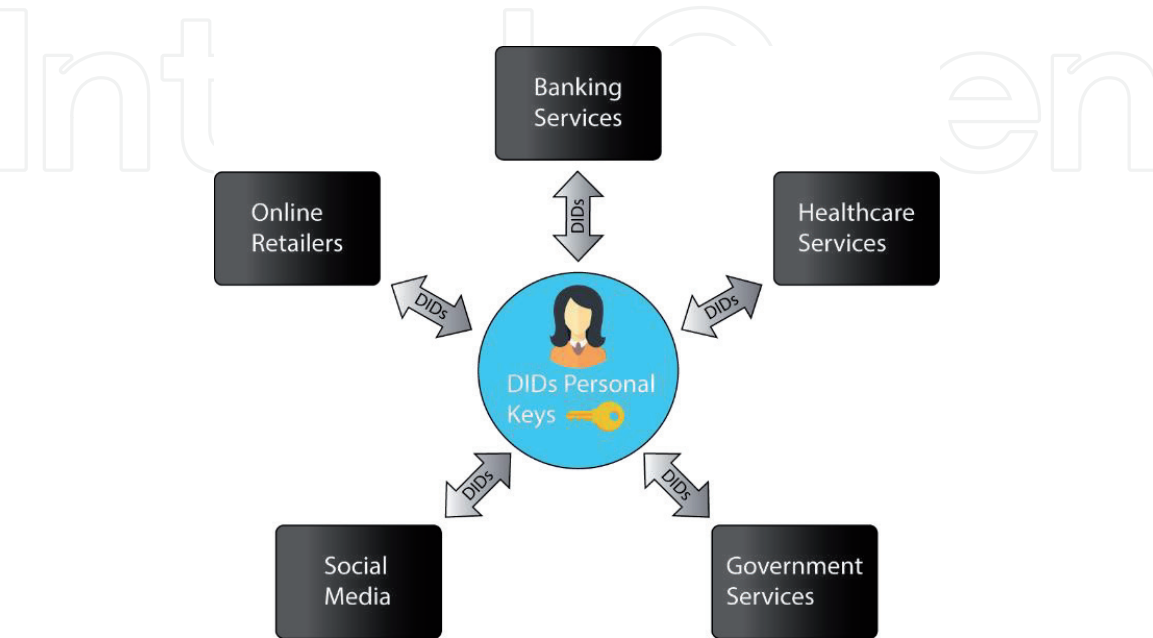 Banking
Services
DIDs
Online
Retailers
Healthcare
Services
DIDs
DIDs
DIDs Personal
Keys
DIDs
DIDs
Social
Media
Government
Services